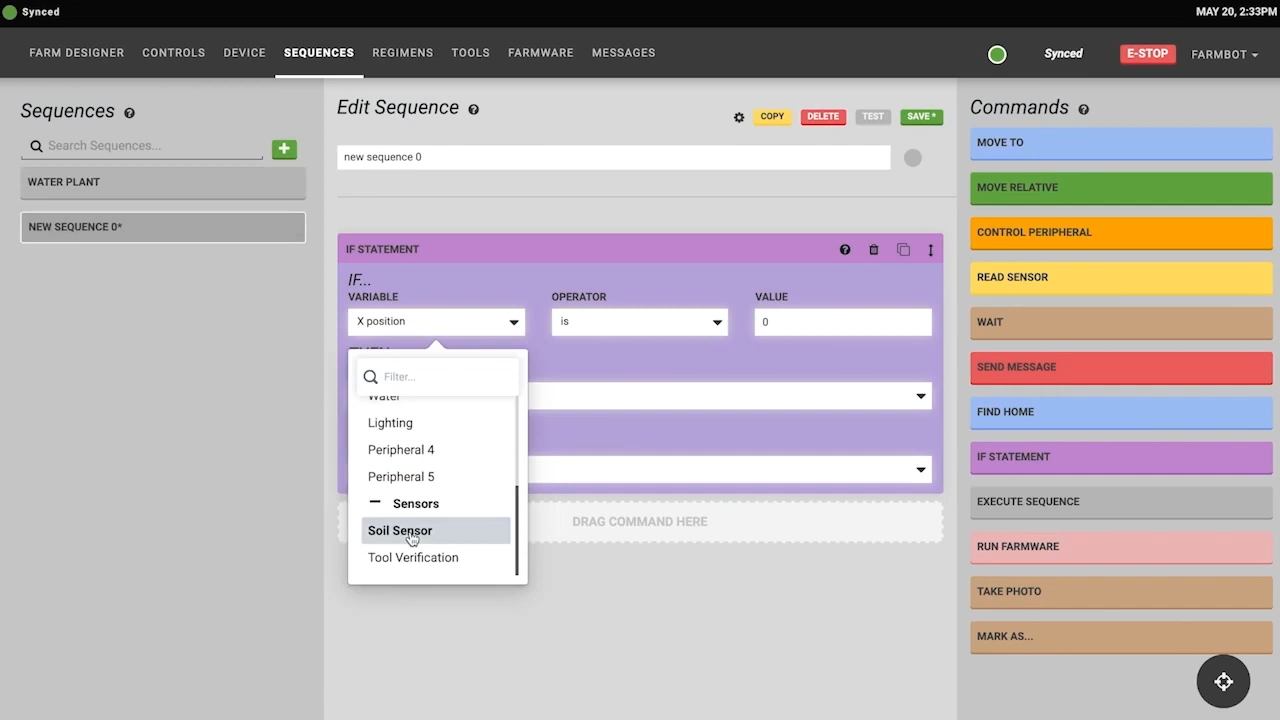 Synced
MAY 20, 2:33PM
FARM DESIGNER CONTROLS DEVICE SEQUENCES REGIMENS TOOLS FARMWARE MESSAGES
Synced
E-STOP
FARMBOT
Sequences
Search Sequences...
WATER PLANT
NEW SEQUENCE 0*
Edit Sequence
COPY
DELETE
TEST
SAVE *
new sequence 0
IF STATEMENT
IF...
VARIABLE
OPERATOR
VALUE
X position
is
0
Filter...
Water
Lighting
Peripheral 4
Peripheral 5
Sensors
Soil Sensor
Tool Verification
DRAG COMMAND HERE
Commands
MOVE TO
MOVE RELATIVE
CONTROL PERIPHERAL
READ SENSOR
WAIT
SEND MESSAGE
FIND HOME
IF STATEMENT
EXECUTE SEQUENCE
RUN FARMWARE
TAKE PHOTO
MARK AS...